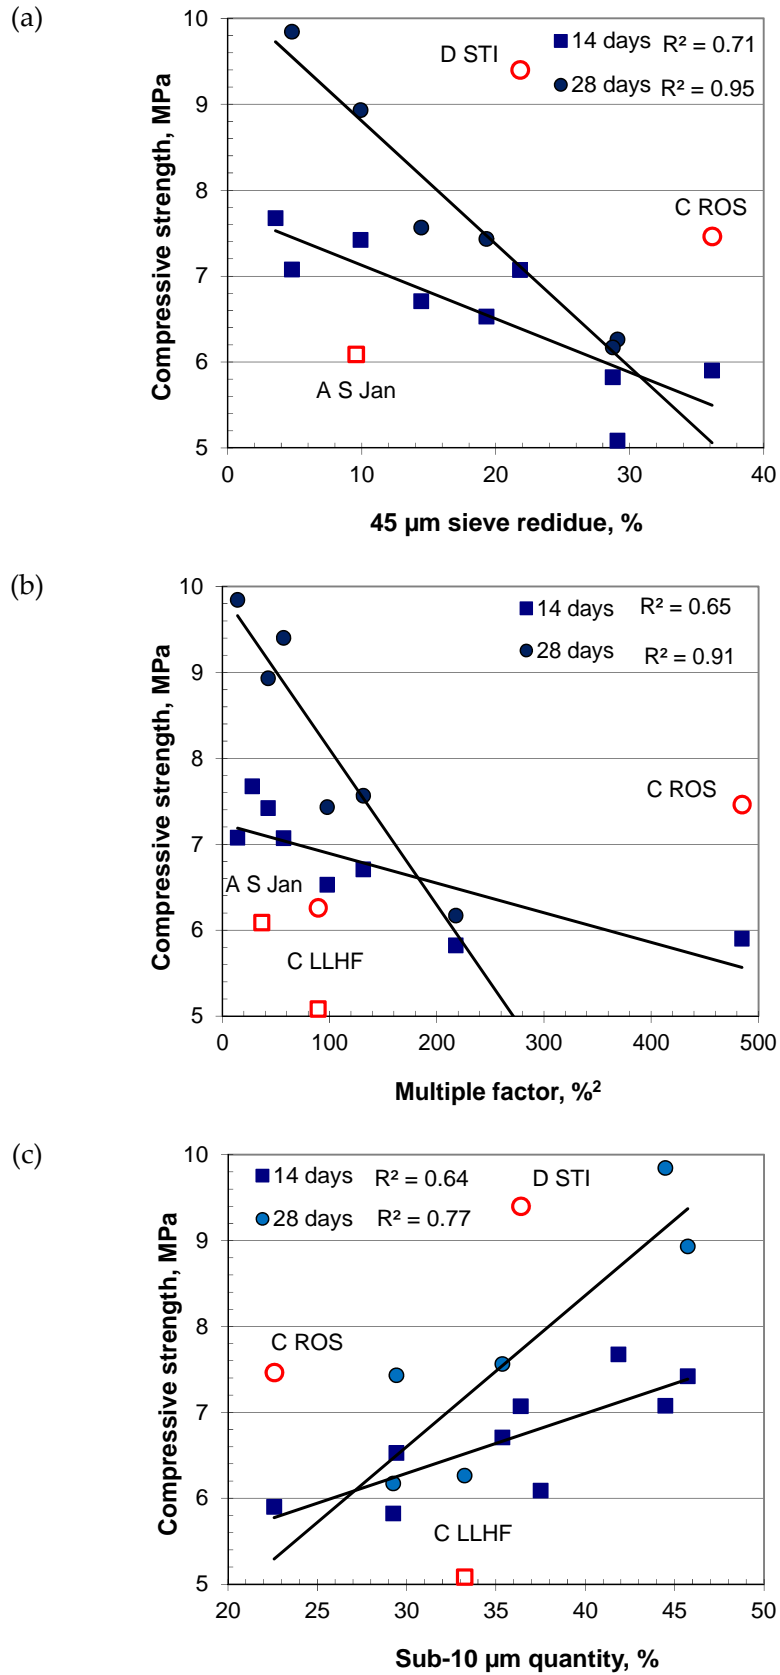 (a)
10
9
8
7
6
5
Compressive strength, MPa
D STI
14 days R² = 0.71
28 days R² = 0.95
C ROS
A S Jan
0 10 20 30 40
45 µm sieve redidue, %
(b)
10
9
8
7
6
5
Compressive strength, MPa
14 days R² = 0.65
28 days R² = 0.91
C ROS
A S Jan
C LLHF
0 100 200 300 400 500
Multiple factor, %²
(c)
10
9
8
7
6
5
Compressive strength, MPa
14 days R² = 0.64
28 days R² = 0.77
D STI
C ROS
C LLHF
20 25 30 35 40 45 50
Sub-10 µm quantity, %